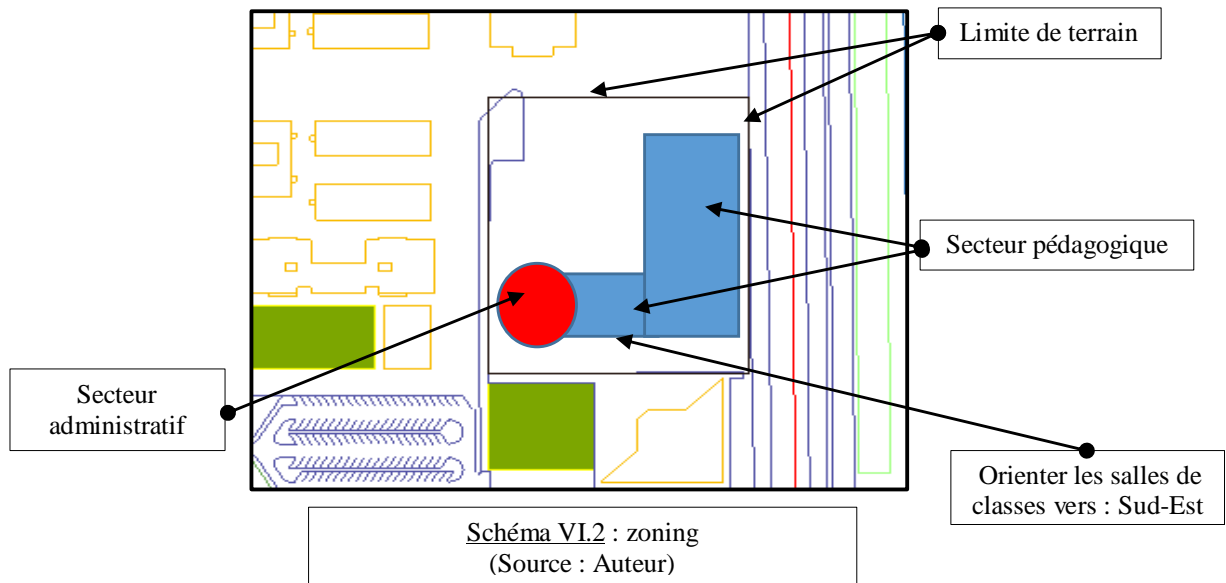 Limite de terrain
Secteur pédagogique
Secteur
administratif
Orienter les salles de
classes vers : Sud-Est
Schéma VI.2 : zoning
(Source : Auteur)